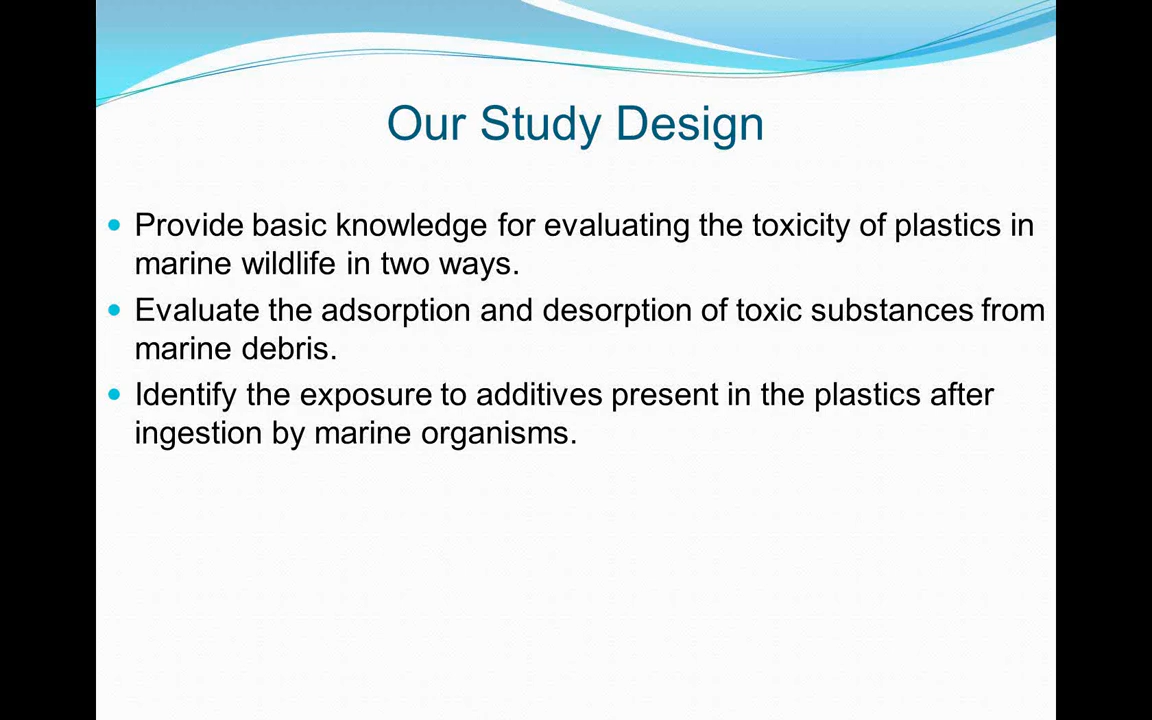 Our Study Design
Provide basic knowledge for evaluating the toxicity of plastics in
marine wildlife in two ways.
Evaluate the adsorption and desorption of toxic substances from
marine debris.
Identify the exposure to additives present in the plastics after
ingestion by marine organisms.